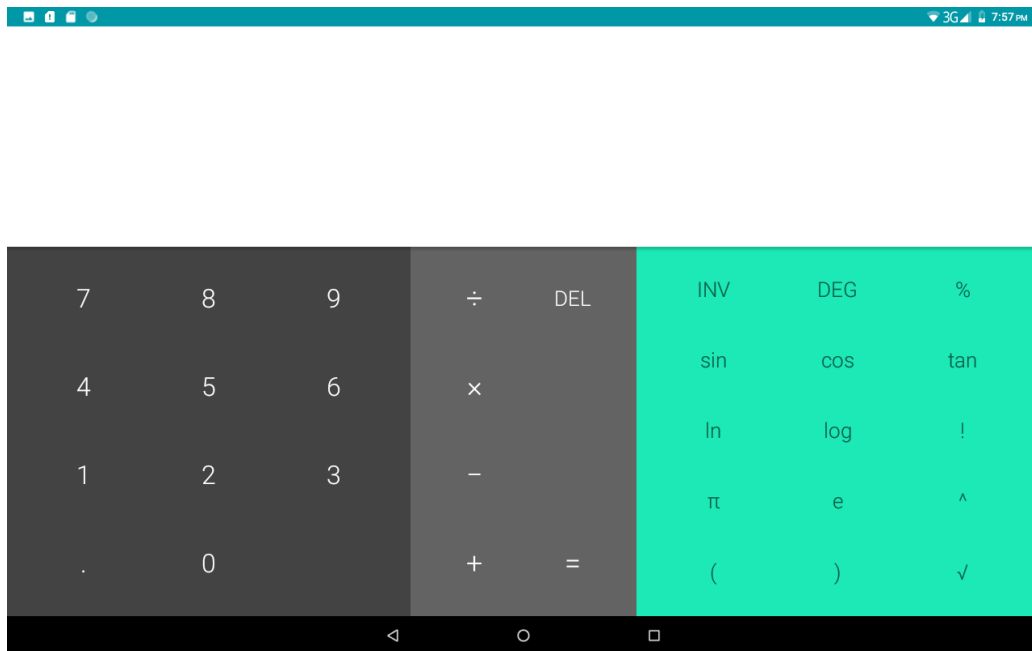 3G 7:57 PM
7 8 9 ÷ DEL INV DEG %
sin cos tan
4 5 6 ×
ln log !
1 2 3 −
π e ^
. 0 + = ( ) √